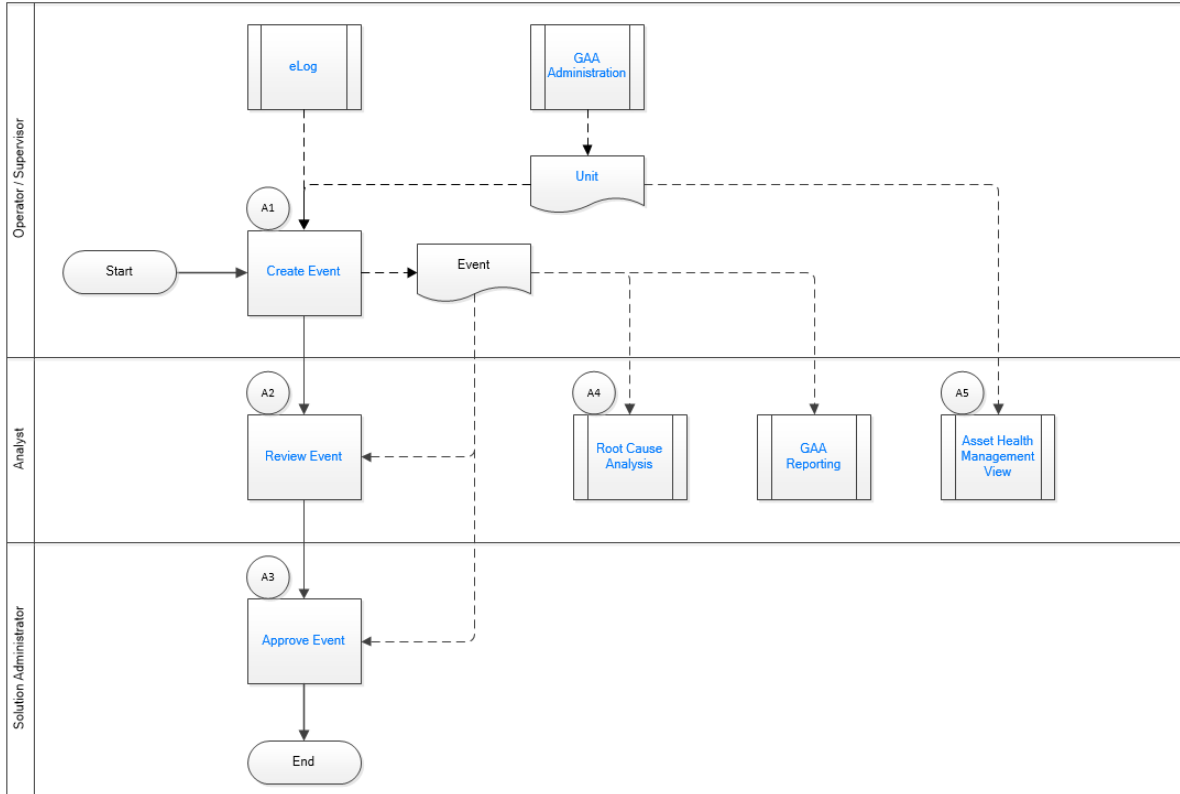 Operator / Supervisor
eLog
GAA
Administration
Unit
A1
Start
Create Event
Event
Analyst
A2
Review Event
A4
Root Cause
Analysis
GAA
Reporting
A5
Asset Health
Management
View
Solution Administrator
A3
Approve Event
End